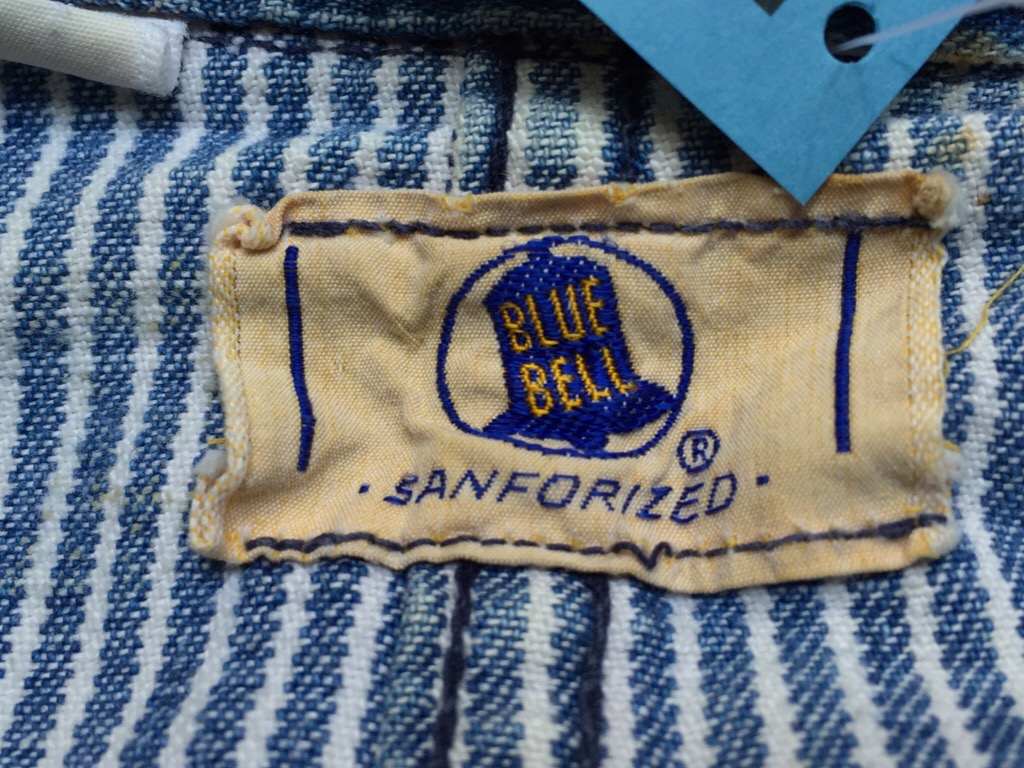 BLUE
BELL
®
· SANFORIZED ·